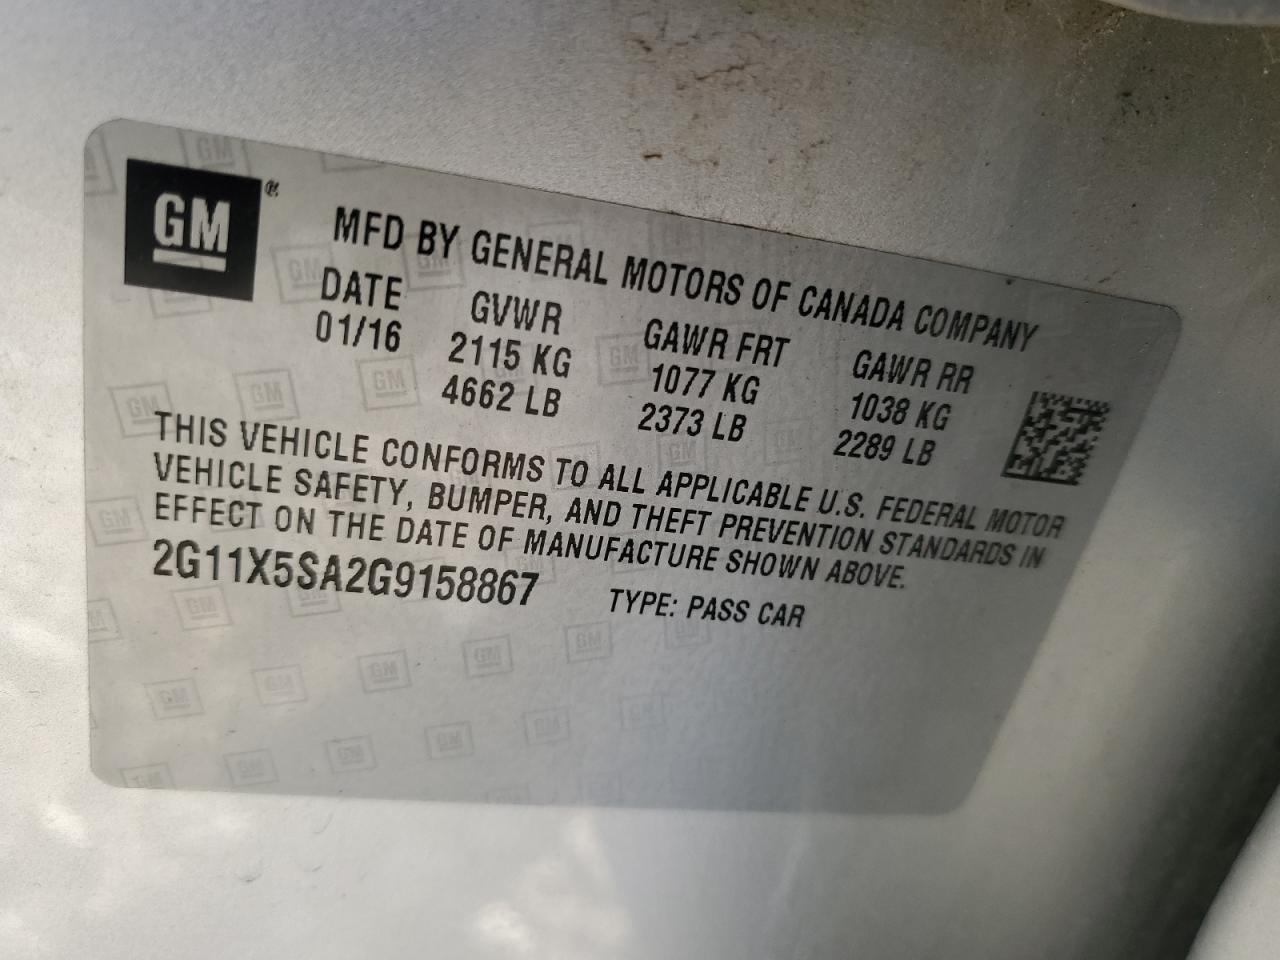 GM®
MFD BY GENERAL MOTORS OF CANADA COMPANY
DATE GVWR GAWR FRT GAWR RR
01/16 2115 KG 1077 KG 1038 KG
4662 LB 2373 LB 2289 LB
THIS VEHICLE CONFORMS TO ALL APPLICABLE U.S. FEDERAL MOTOR
VEHICLE SAFETY, BUMPER, AND THEFT PREVENTION STANDARDS IN
EFFECT ON THE DATE OF MANUFACTURE SHOWN ABOVE.
2G11X5SA2G9158867 TYPE: PASS CAR